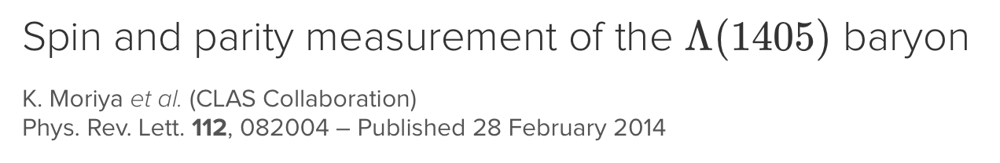 Spin and parity measurement of the Λ(1405) baryon
K. Moriya et al. (CLAS Collaboration)
Phys. Rev. Lett. 112, 082004 – Published 28 February 2014